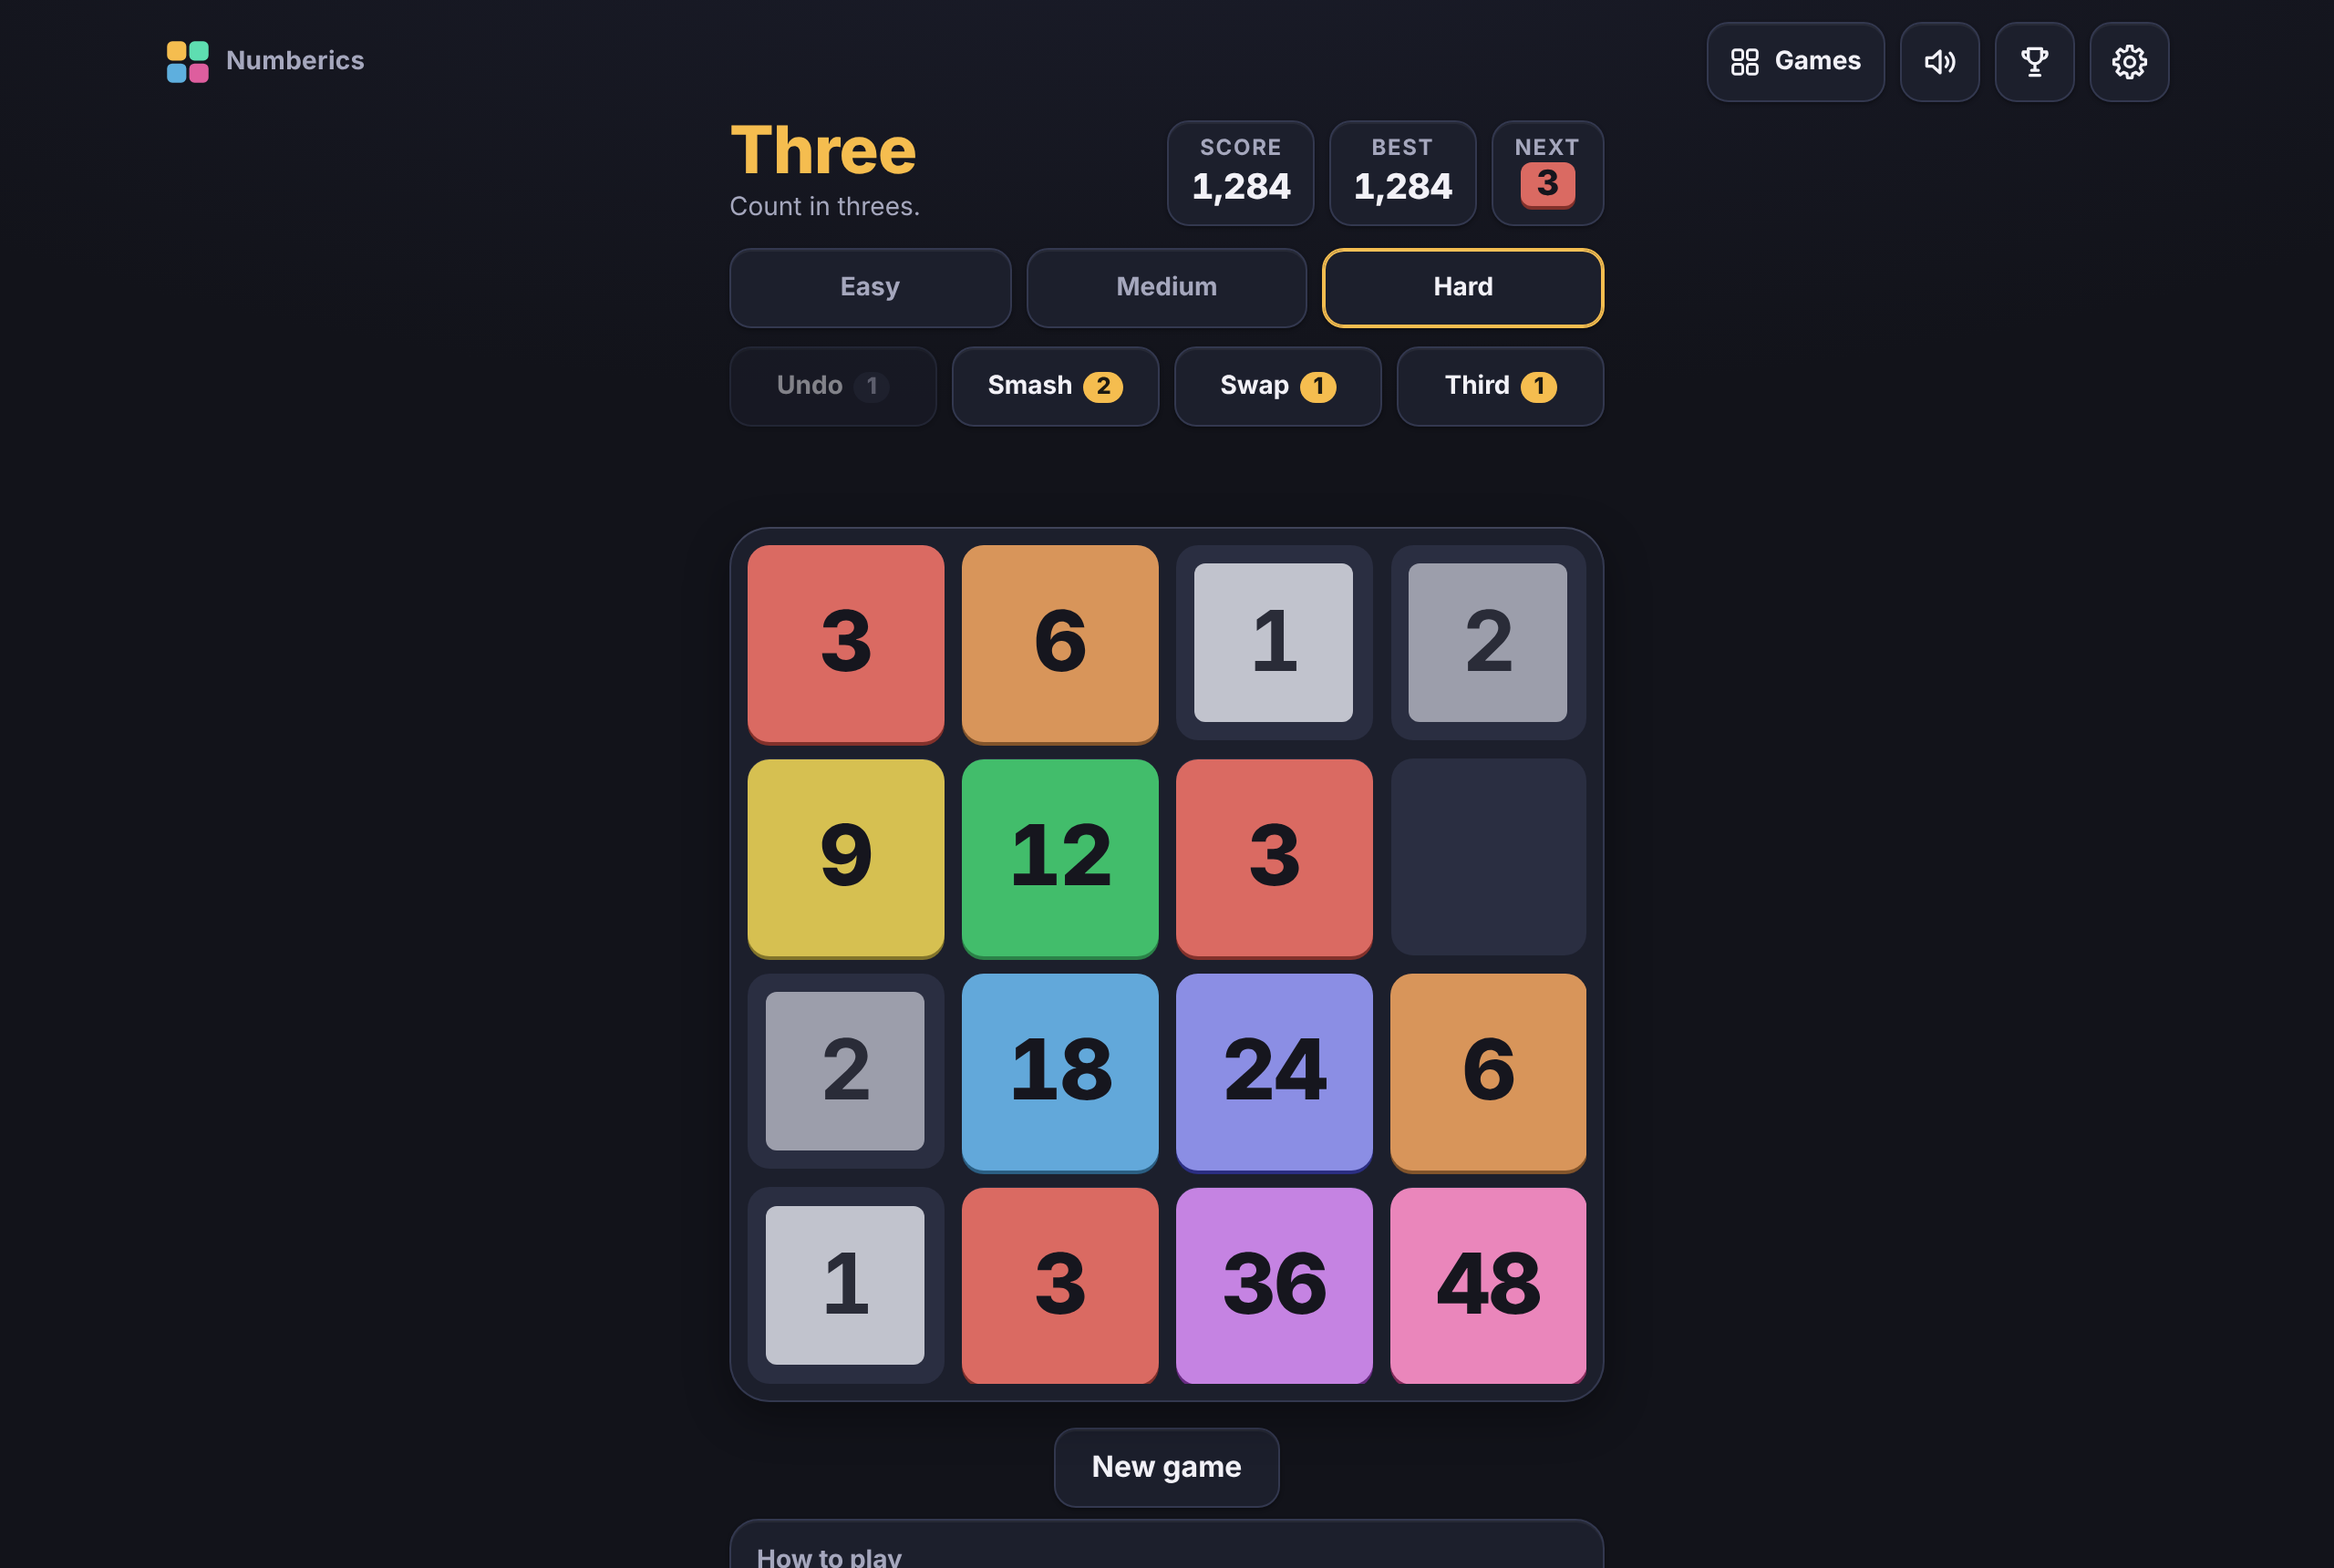 Numberics
Games
Three
Count in threes.
SCORE
1,284
BEST
1,284
NEXT
3
Easy
Medium
Hard
Undo 1
Smash 2
Swap 1
Third 1
3 6 1 2
9 12 3
2 18 24 6
1 3 36 48
New game
How to play